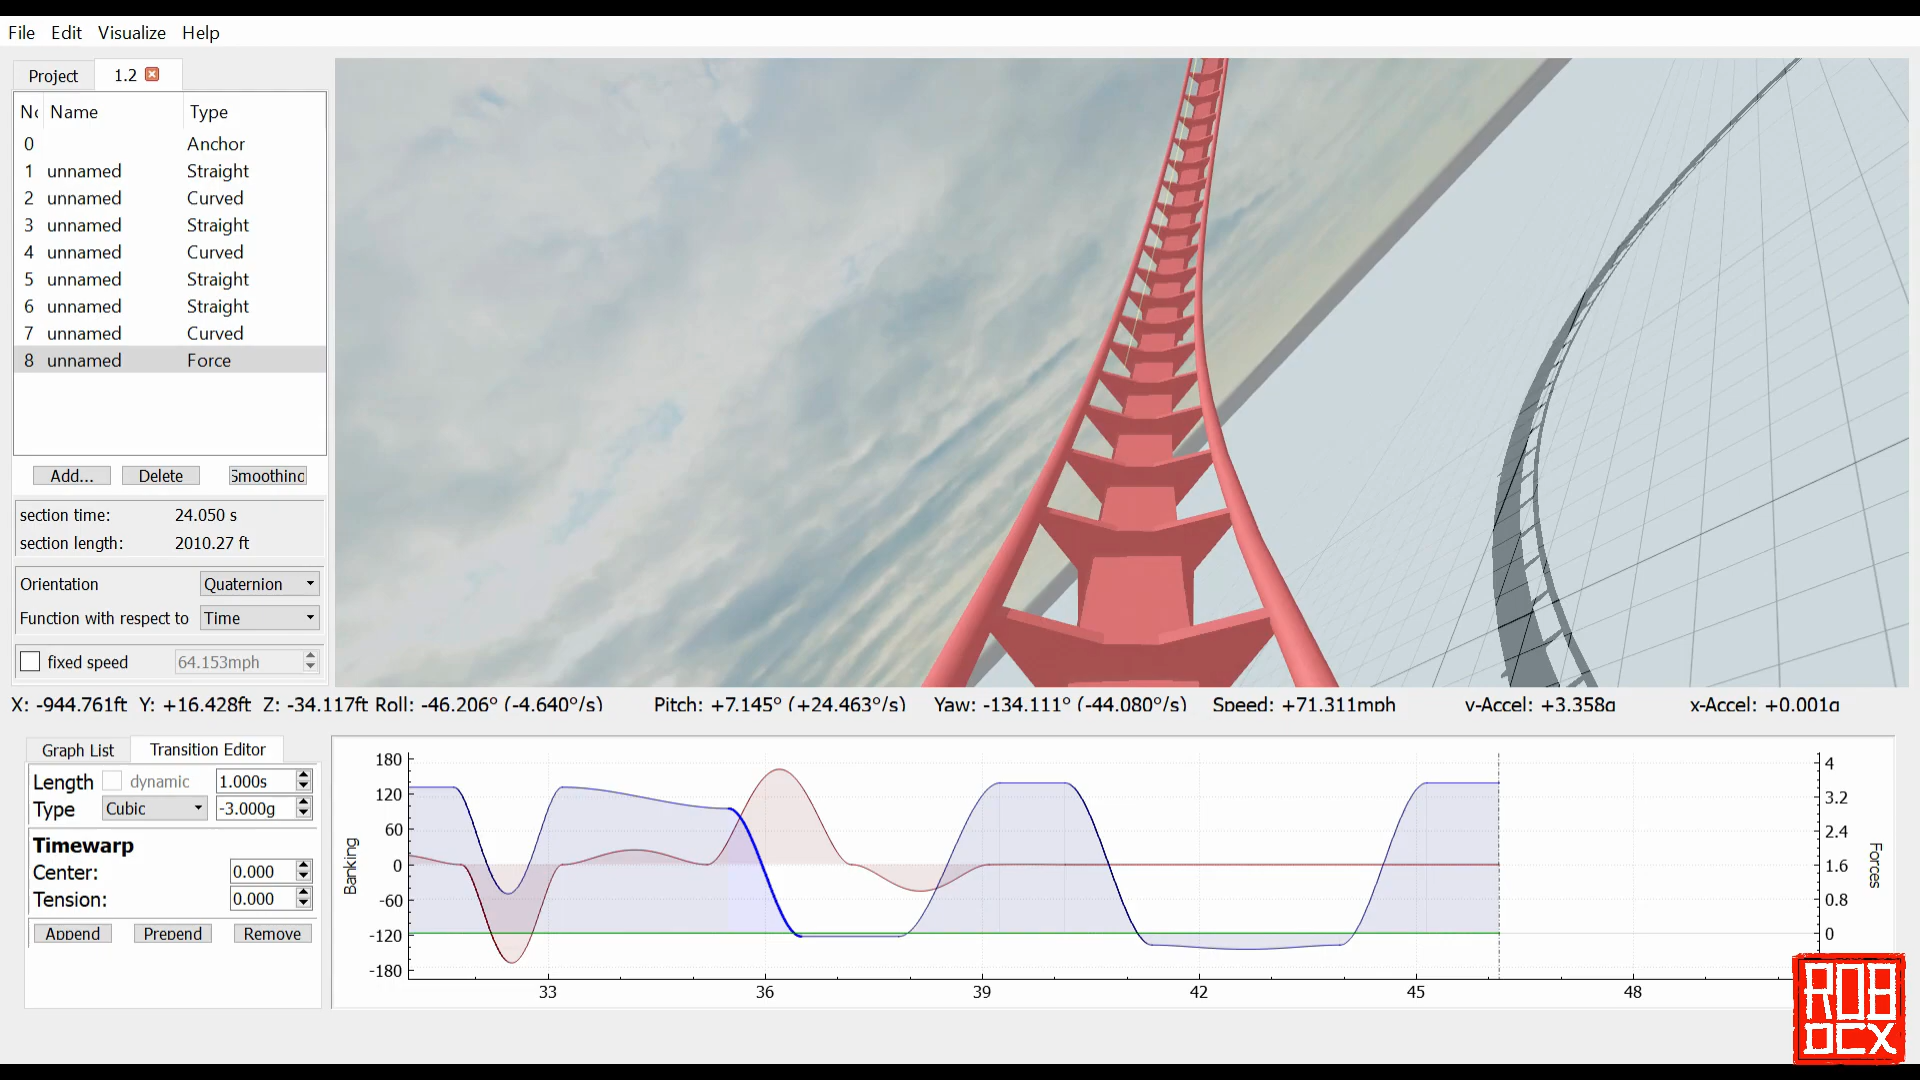 File Edit Visualize Help
Project 1.2
Name Type
0 Anchor
1 unnamed Straight
2 unnamed Curved
3 unnamed Straight
4 unnamed Curved
5 unnamed Straight
6 unnamed Straight
7 unnamed Curved
8 unnamed Force
Add... Delete Smoothing
section time: 24.050 s
section length: 2010.27 ft
Orientation Quaternion
Function with respect to Time
fixed speed 64.153mph
X: -944.761ft Y: +16.428ft Z: -34.117ft Roll: -46.206° (-4.640°/s) Pitch: +7.145° (+24.463°/s) Yaw: -134.111° (-44.080°/s) Speed: +71.311mph v-Accel: +3.358g x-Accel: +0.001g
Graph List Transition Editor
Length dynamic 1.000s
Type Cubic -3.000g
Timewarp
Center: 0.000
Tension: 0.000
Append Prepend Remove
Banking
180
120
60
0
-60
-120
-180
33 36 39 42 45 48
4
3.2
2.4
1.6
0.8
0
Forces
ROB
OCX